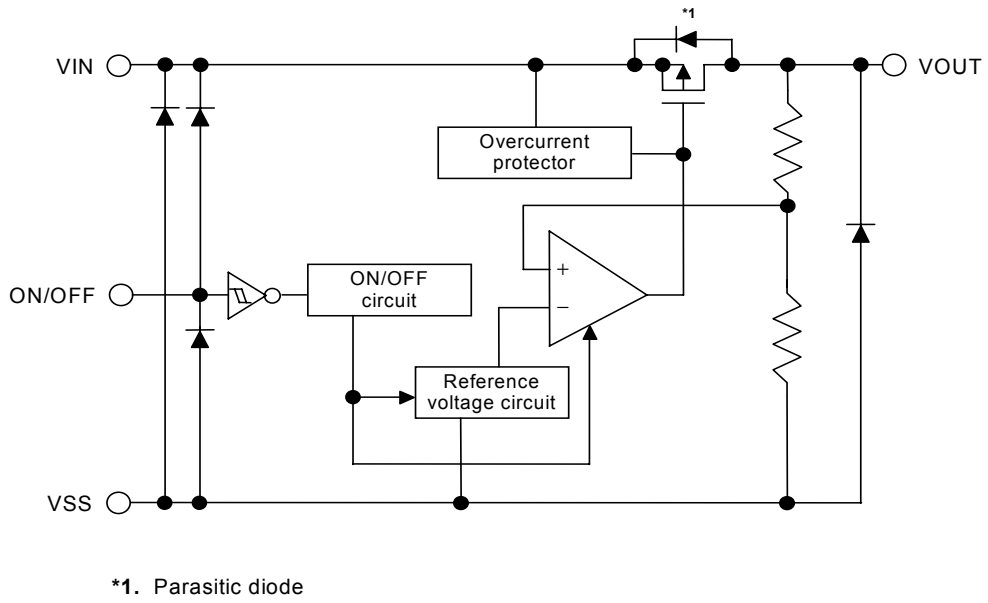 *1
VIN
VOUT
Overcurrent
protector
+
−
ON/OFF
ON/OFF
circuit
Reference
voltage circuit
VSS
*1. Parasitic diode